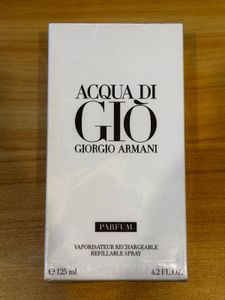 ACQUA DI
GIÒ
GIORGIO ARMANI
PARFUM
VAPORISATEUR RECHARGEABLE
REFILLABLE SPRAY
℮ 125 ml 4.2 FL.OZ.